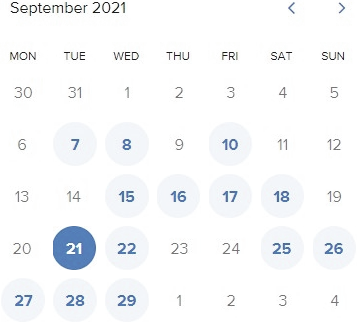 September 2021
MON TUE WED THU FRI SAT SUN
30 31 1 2 3 4 5
6 7 8 9 10 11 12
13 14 15 16 17 18 19
20 21 22 23 24 25 26
27 28 29 1 2 3 4